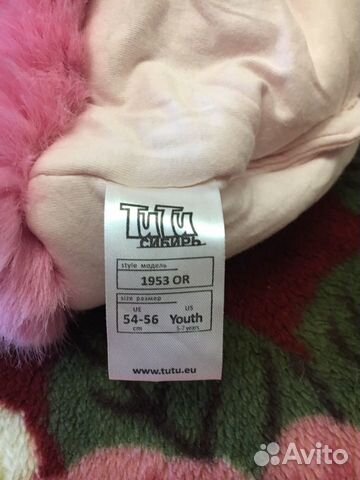 TuTu
СИБИРЬ
style модель
1953 OR
size размер
UE US
54-56 Youth
cm 5-7 years
www.tutu.eu
Avito